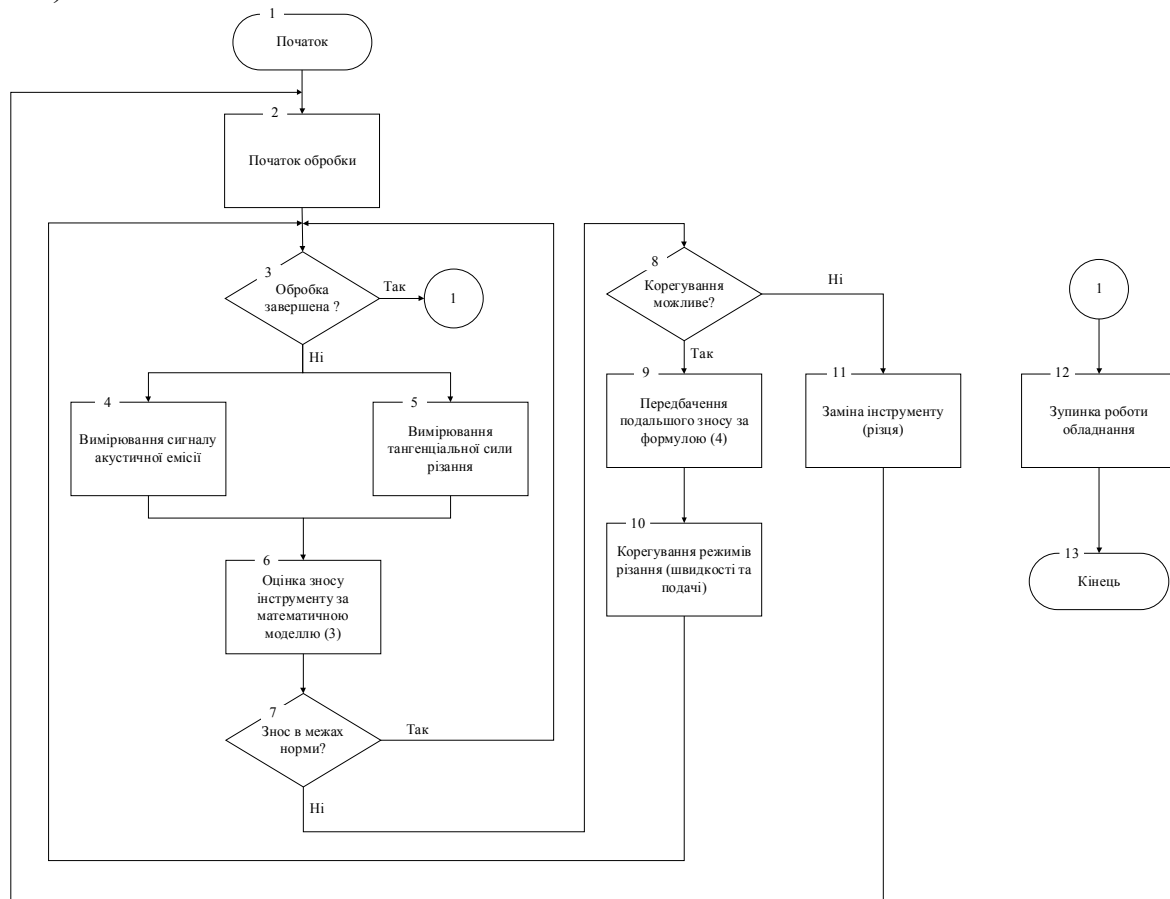 )
1
Початок
2
Початок обробки
3
Обробка
завершена ?
Так
1
Ні
4
Вимірювання сигналу
акустичної емісії
5
Вимірювання
тангенціальної сили
різання
6
Оцінка зносу
інструменту за
математичною
моделлю (3)
7
Знос в межах
норми?
Так
Ні
8
Корегування
можливе?
Ні
Так
9
Передбачення
подальшого зносу за
формулою (4)
10
Корегування режимів
різання (швидкості та
подачі)
11
Заміна інструменту
(різця)
1
12
Зупинка роботи
обладнання
13
Кінець